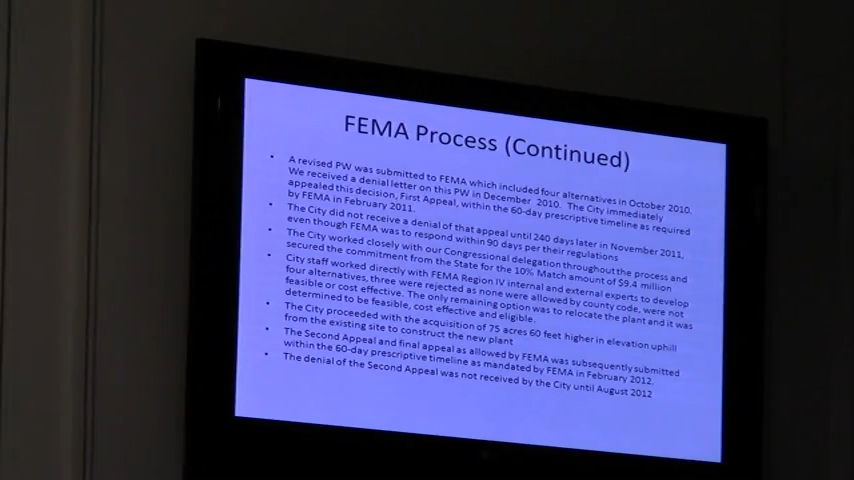 FEMA Process (Continued)
• A revised PW was submitted to FEMA which included four alternatives in October 2010.
We received a denial letter on this PW in December 2010. The City immediately
appealed this decision, First Appeal, within the 60-day prescriptive timeline as required
by FEMA in February 2011.
• The City did not receive a denial of that appeal until 240 days later in November 2011,
even though FEMA was to respond within 90 days per their regulations
• The City worked closely with our Congressional delegation throughout the process and
secured the commitment from the State for the 10% Match amount of $9.4 million
• City staff worked directly with FEMA Region IV internal and external experts to develop
four alternatives, three were rejected as none were allowed by county code, were not
feasible or cost effective. The only remaining option was to relocate the plant and it was
determined to be feasible, cost effective and eligible.
• The City proceeded with the acquisition of 75 acres 60 feet higher in elevation uphill
from the existing site to construct the new plant
• The Second Appeal and final appeal as allowed by FEMA was subsequently submitted
within the 60-day prescriptive timeline as mandated by FEMA in February 2012.
• The denial of the Second Appeal was not received by the City until August 2012